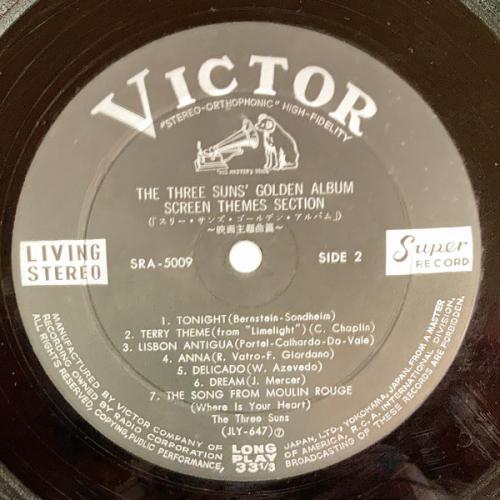 VICTOR
"STEREO-ORTHOPHONIC" HIGH-FIDELITY
"HIS MASTER'S VOICE"
THE THREE SUNS' GOLDEN ALBUM
SCREEN THEMES SECTION
(『スリー・サンズ・ゴールデン・アルバム』)
～映画主題曲篇～
LIVING
STEREO
SRA-5009
SIDE 2
Super
RECORD
1. TONIGHT (Bernstein-Sondheim)
2. TERRY THEME (from "Limelight") (C. Chaplin)
3. LISBON ANTIGUA (Portel-Calhardo-Do-Vale)
4. ANNA (R. Vatro-F. Giordano)
5. DELICADO (W. Azevedo)
6. DREAM (J. Mercer)
7. THE SONG FROM MOULIN ROUGE
(Where Is Your Heart)
The Three Suns
(JLY-647) ⑦
LONG
PLAY
33 1/3
MANUFACTURED BY VICTOR COMPANY OF JAPAN, LTD., YOKOHAMA, JAPAN, FROM A MASTER
RECORDING OWNED BY RADIO CORPORATION OF AMERICA, R.C.A. INTERNATIONAL DIVISION.
ALL RIGHTS RESERVED, COPYING, PUBLIC PERFORMANCE, BROADCASTING OF THESE RECORDS ARE FORBIDDEN.